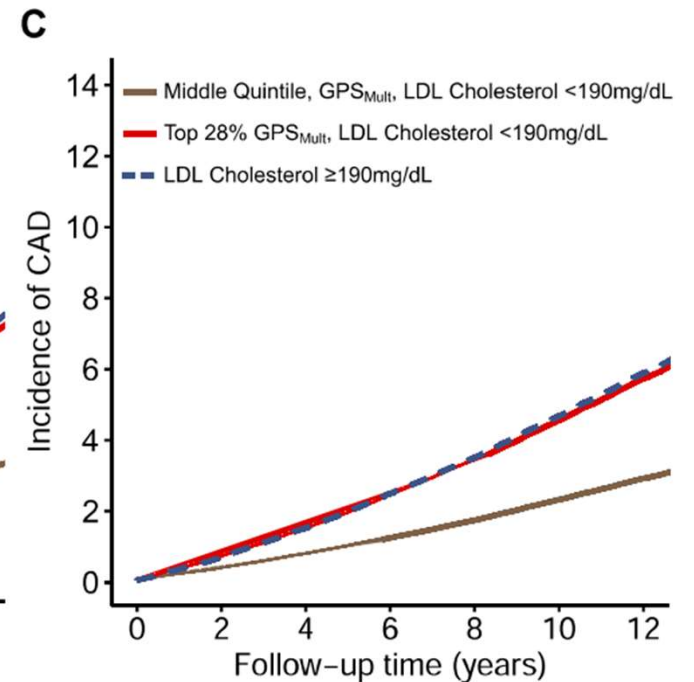 C
14
12
10
8
6
4
2
0
Incidence of CAD
Middle Quintile, GPSMult, LDL Cholesterol <190mg/dL
Top 28% GPSMult, LDL Cholesterol <190mg/dL
LDL Cholesterol ≥190mg/dL
0 2 4 6 8 10 12
Follow−up time (years)